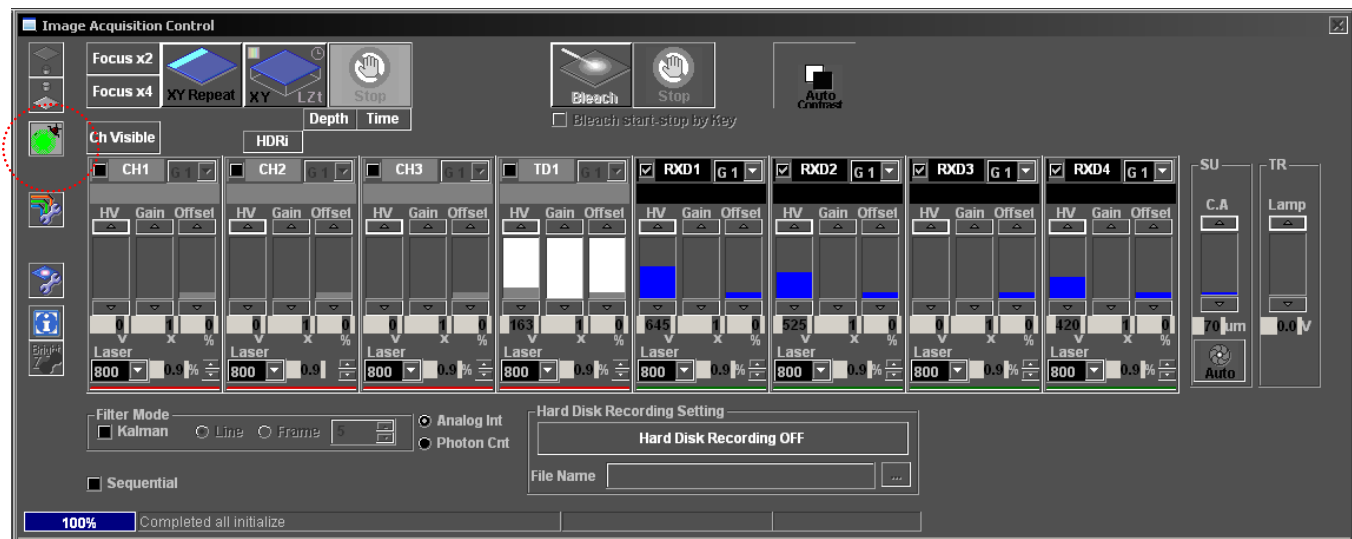 Image Acquisition Control
Focus x2
Focus x4
XY Repeat
XY LZt
Stop
Depth Time
Bleach
Stop
Bleach start-stop by Key
Auto
Contrast
Ch Visible
HDRi
CH1 G 1 CH2 G 1 CH3 G 1 TD1 G 1 RXD1 G 1 RXD2 G 1 RXD3 G 1 RXD4 G 1 SU TR
HV Gain Offset HV Gain Offset HV Gain Offset HV Gain Offset HV Gain Offset HV Gain Offset HV Gain Offset HV Gain Offset C.A Lamp
0 1 0 0 1 0 0 1 0 163 1 0 645 1 0 525 1 0 0 1 0 420 1 0 70 um 0.0 V
V x % V x % V x % V x % V x % V x % V x % V x %
Laser Laser Laser Laser Laser Laser Laser Laser
800 0.9 % 800 0.9 800 0.9 % 800 0.9 % 800 0.9 % 800 0.9 % 800 0.9 % 800 0.9 % Auto
Bright
Z
Filter Mode
Kalman Line Frame 5
Analog Int
Photon Cnt
Hard Disk Recording Setting
Hard Disk Recording OFF
File Name ...
Sequential
100% Completed all initialize